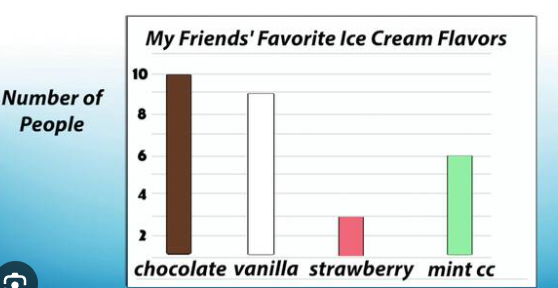 My Friends' Favorite Ice Cream Flavors
Number of
People
10
8
6
4
2
chocolate vanilla strawberry mint cc